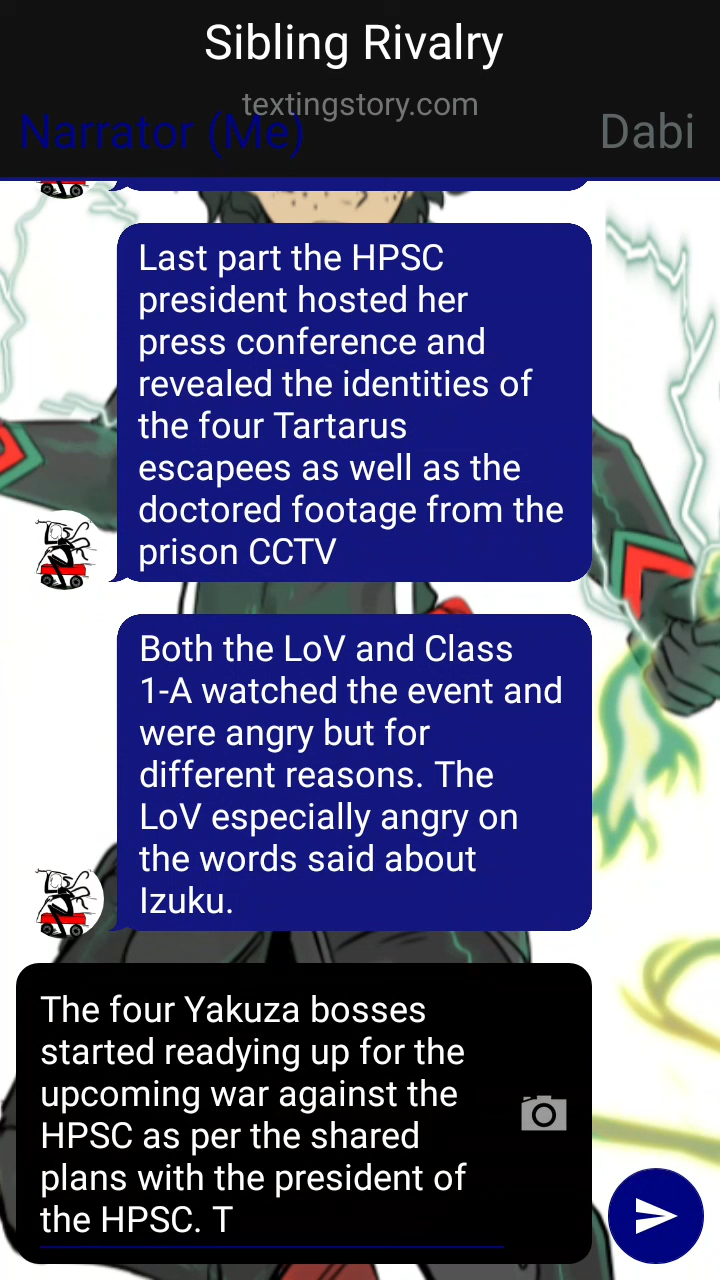 Sibling Rivalry
textingstory.com
Narrator (Me)
Dabi
Last part the HPSC
president hosted her
press conference and
revealed the identities of
the four Tartarus
escapees as well as the
doctored footage from the
prison CCTV
Both the LoV and Class
1-A watched the event and
were angry but for
different reasons. The
LoV especially angry on
the words said about
Izuku.
The four Yakuza bosses
started readying up for the
upcoming war against the
HPSC as per the shared
plans with the president of
the HPSC. T